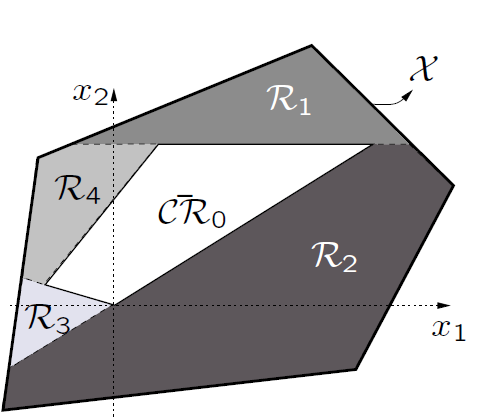 𝒳
x₂
ℛ₁
ℛ₄
𝒞ℛ̄₀
ℛ₂
ℛ₃
x₁